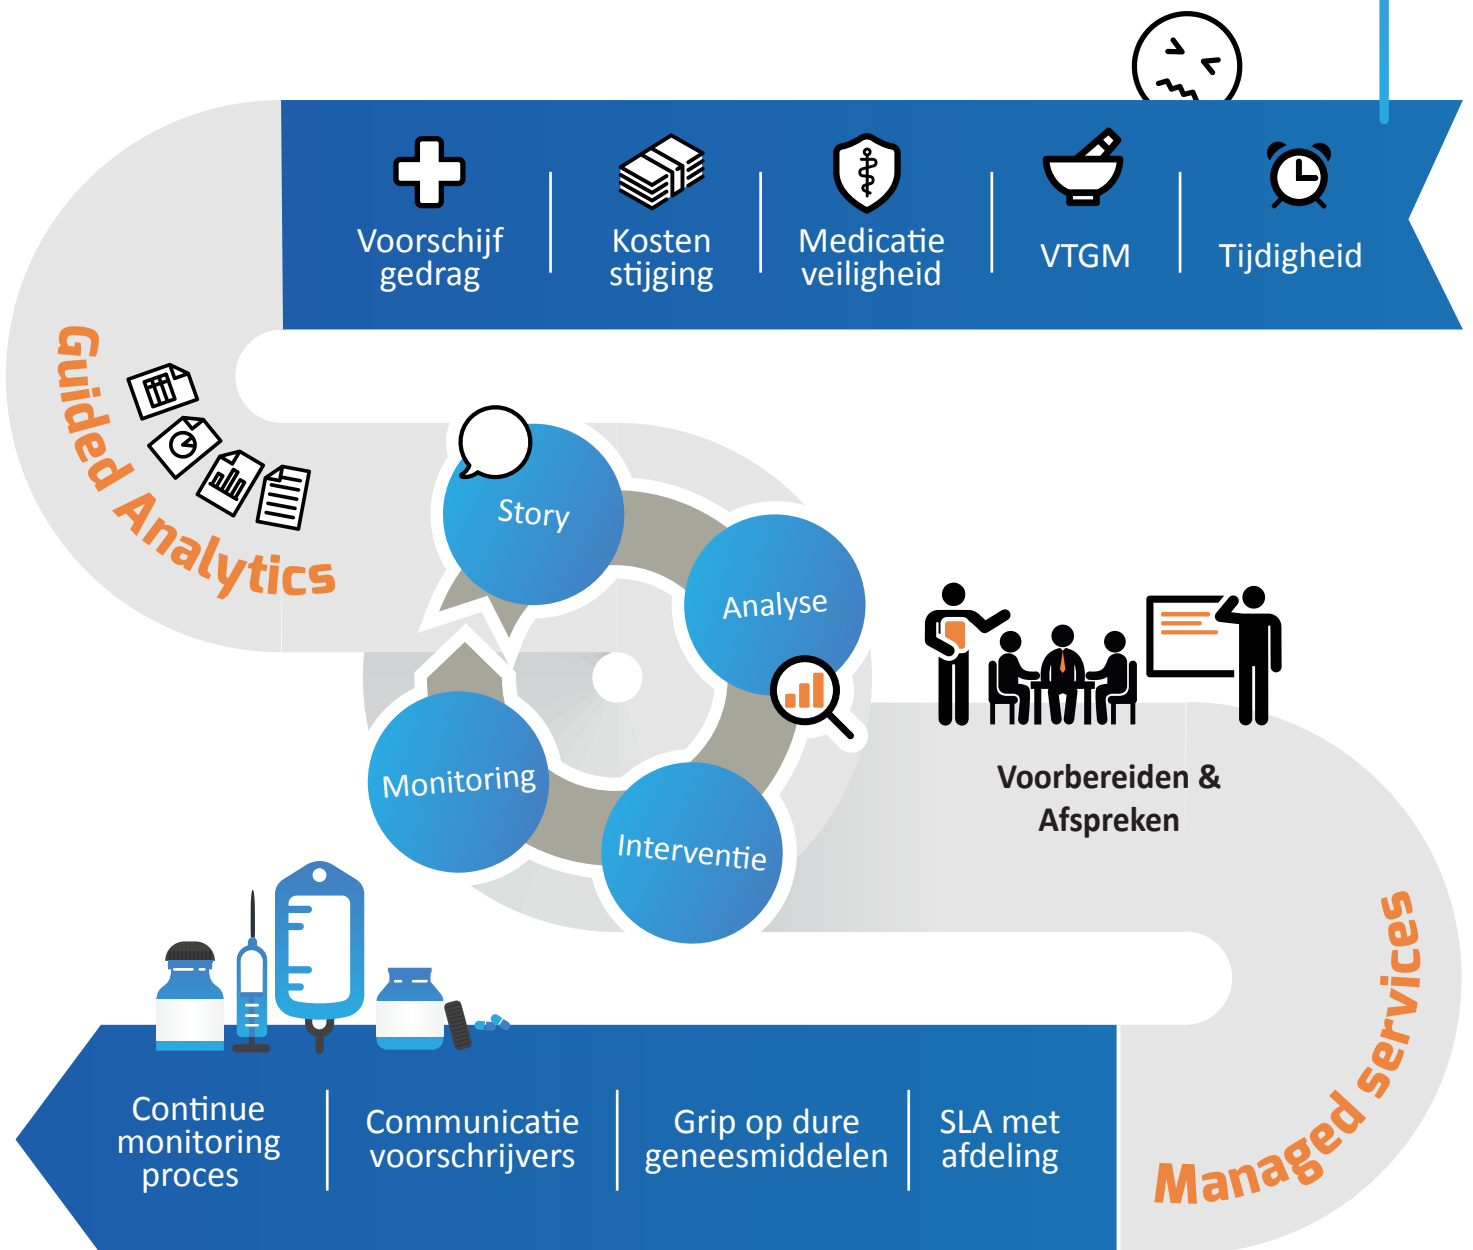 Voorschijf
gedrag
Kosten
stijging
Medicatie
veiligheid
VTGM
Tijdigheid
Guided Analytics
Story
Analyse
Interventie
Monitoring
Voorbereiden &
Afspreken
Managed services
Continue
monitoring
proces
Communicatie
voorschrijvers
Grip op dure
geneesmiddelen
SLA met
afdeling